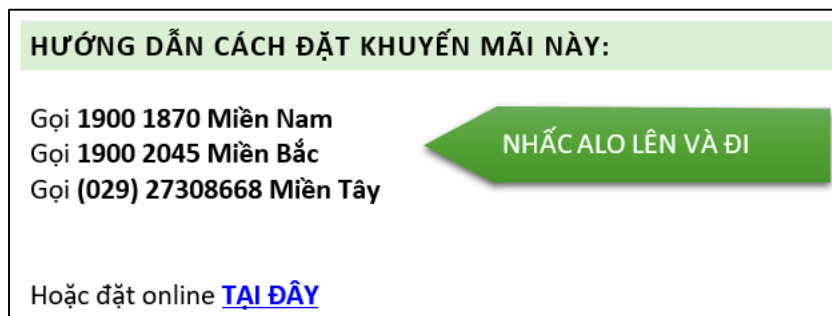 HƯỚNG DẪN CÁCH ĐẶT KHUYẾN MÃI NÀY:
Gọi 1900 1870 Miền Nam
Gọi 1900 2045 Miền Bắc
Gọi (029) 27308668 Miền Tây
NHẤC ALO LÊN VÀ ĐI
Hoặc đặt online TẠI ĐÂY